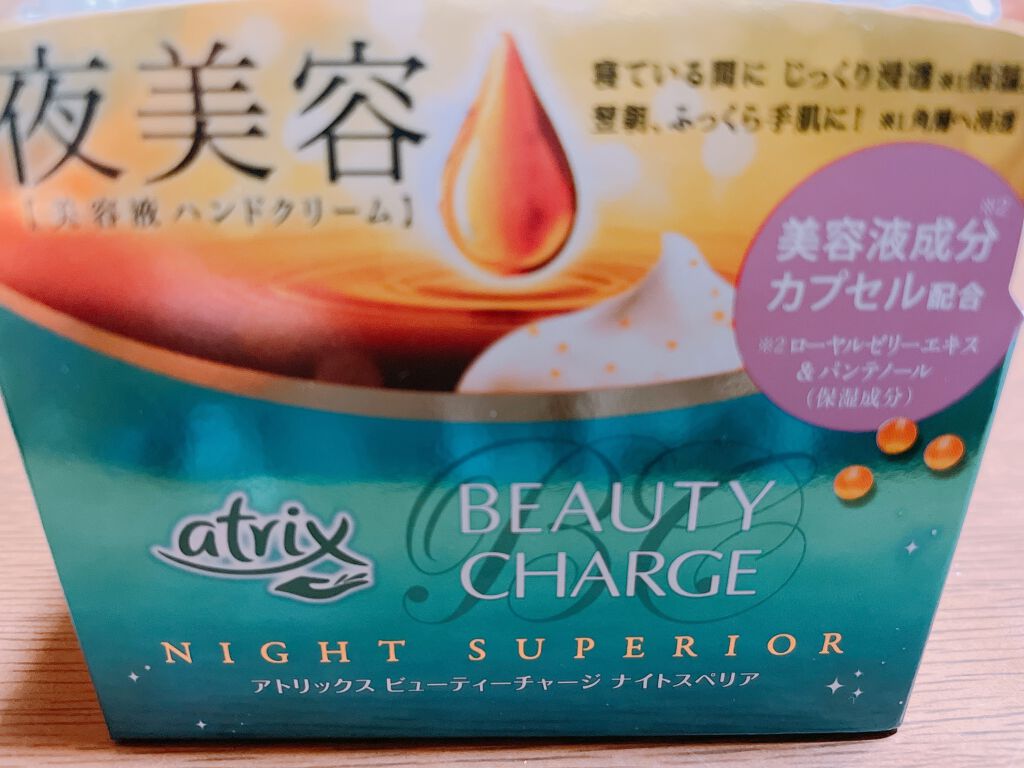 夜美容
【美容液 ハンドクリーム】
寝ている間に じっくり浸透※1保湿。
翌朝、ふっくら手肌に! ※1 角層へ浸透
美容液成分※2
カプセル配合
※2 ローヤルゼリーエキス
&パンテノール
(保湿成分)
atrix
BEAUTY
CHARGE
NIGHT SUPERIOR
アトリックス ビューティーチャージ ナイトスペリア